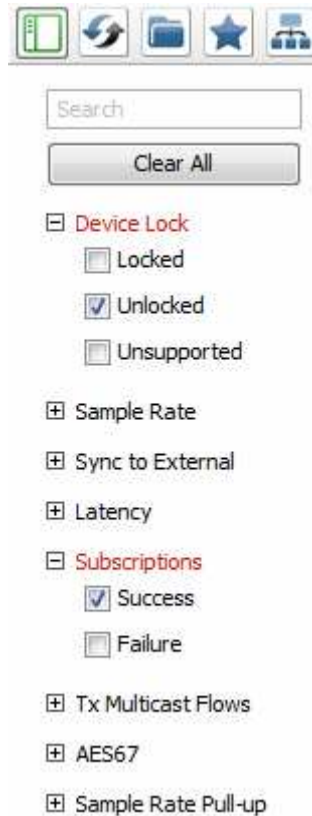 Search
Clear All
Device Lock
Locked
Unlocked
Unsupported
Sample Rate
Sync to External
Latency
Subscriptions
Success
Failure
Tx Multicast Flows
AES67
Sample Rate Pull-up